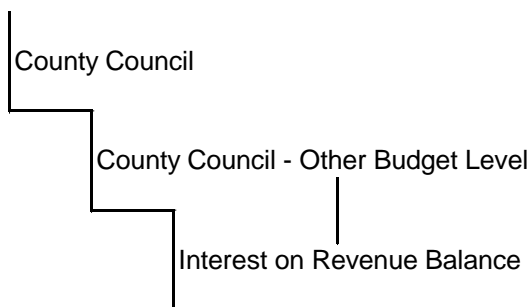 County Council
County Council - Other Budget Level
Interest on Revenue Balance